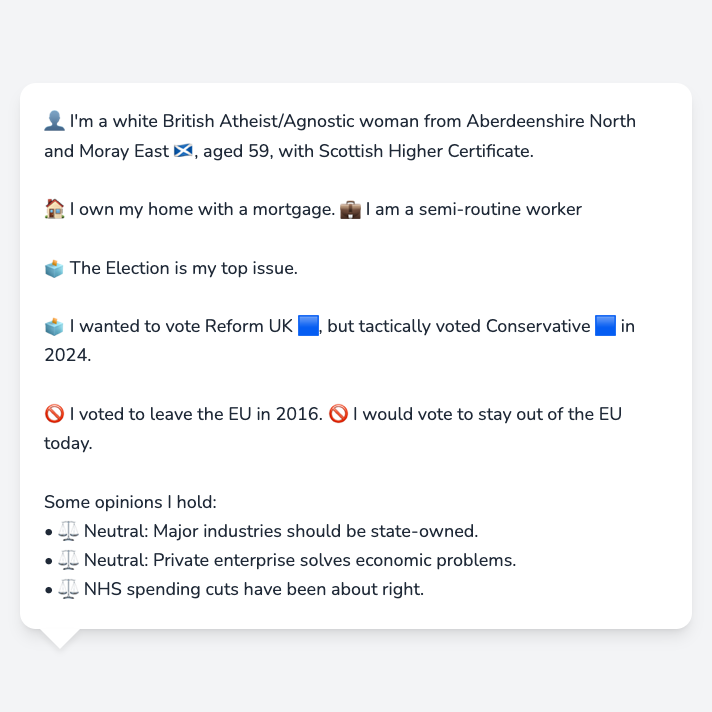 👤 I'm a white British Atheist/Agnostic woman from Aberdeenshire North
and Moray East 🏴󠁧󠁢󠁳󠁣󠁴󠁿, aged 59, with Scottish Higher Certificate.
🏠 I own my home with a mortgage. 💼 I am a semi-routine worker
🗳️ The Election is my top issue.
🗳️ I wanted to vote Reform UK 🟦, but tactically voted Conservative 🟦 in
2024.
🚫 I voted to leave the EU in 2016. 🚫 I would vote to stay out of the EU
today.
Some opinions I hold:
• ⚖️ Neutral: Major industries should be state-owned.
• ⚖️ Neutral: Private enterprise solves economic problems.
• ⚖️ NHS spending cuts have been about right.